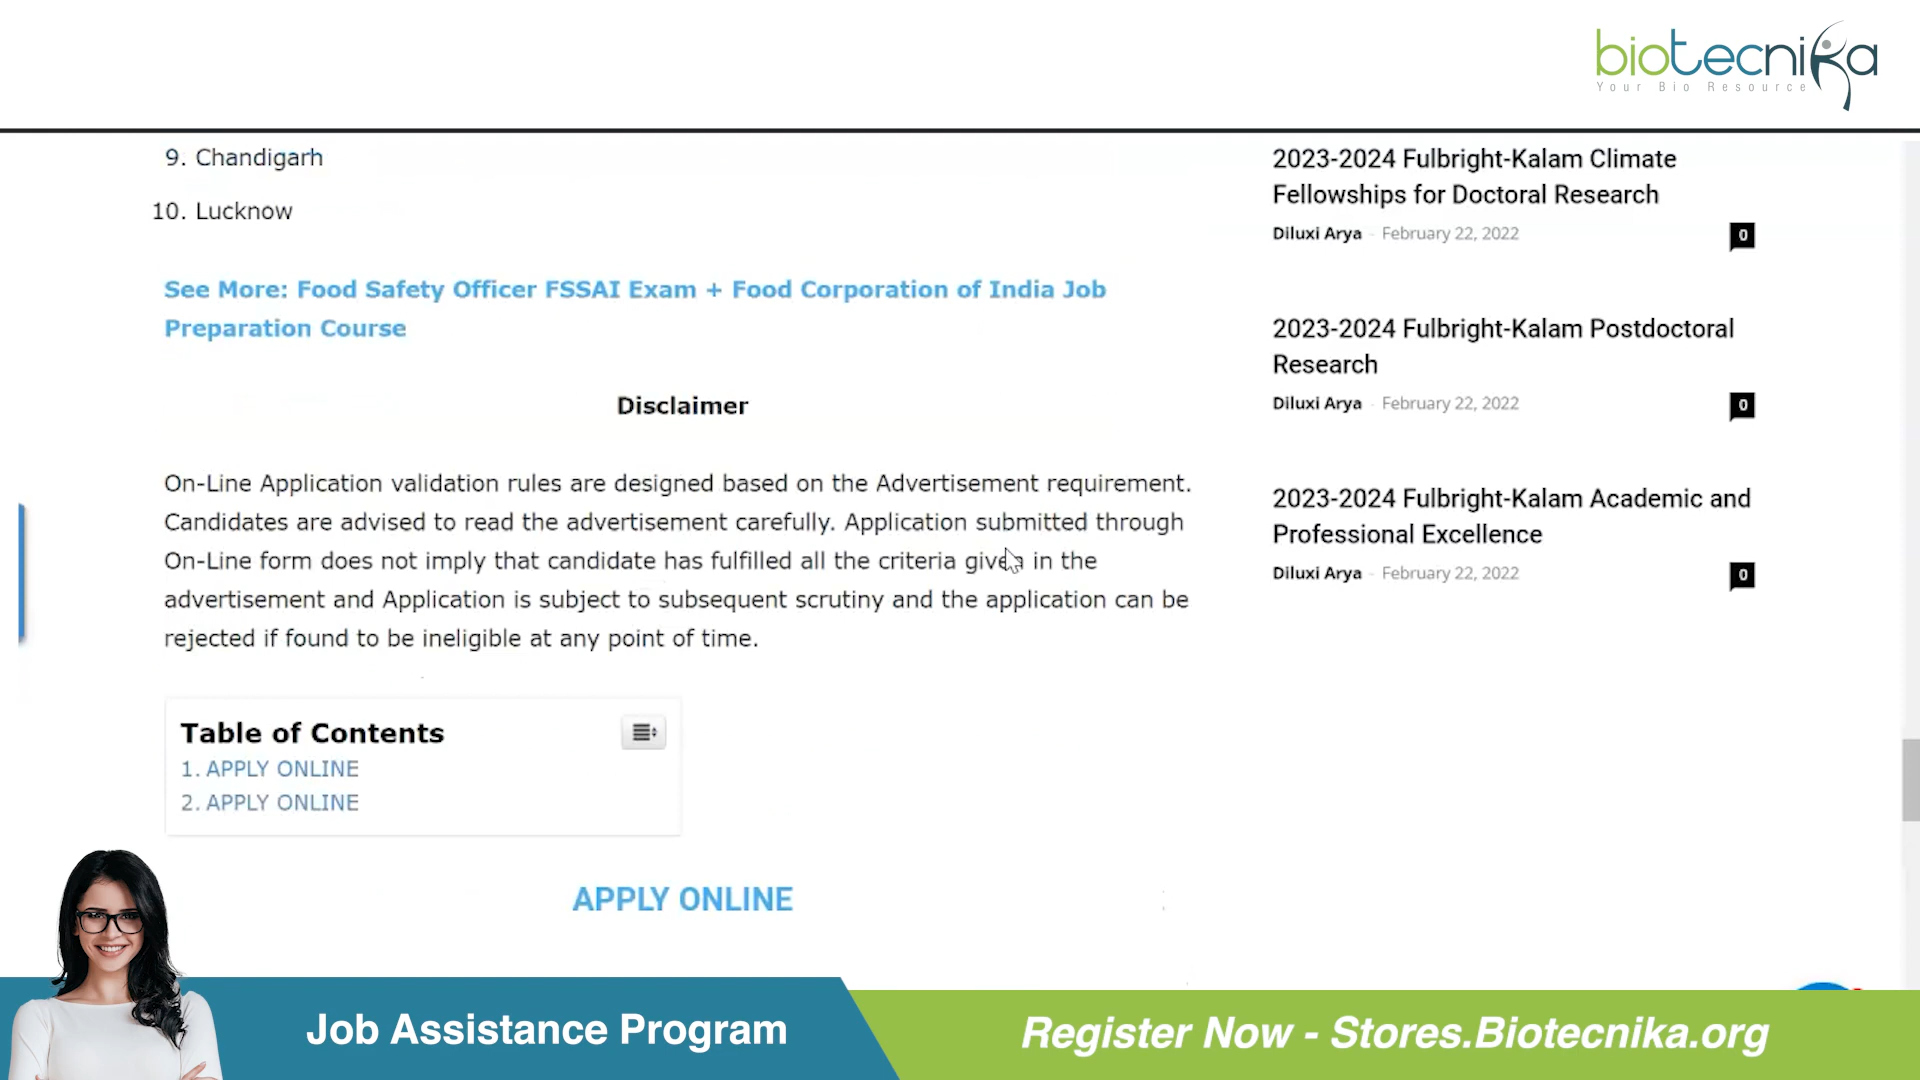 biotecnika
Your Bio Resource
9. Chandigarh
10. Lucknow
See More: Food Safety Officer FSSAI Exam + Food Corporation of India Job
Preparation Course
Disclaimer
On-Line Application validation rules are designed based on the Advertisement requirement.
Candidates are advised to read the advertisement carefully. Application submitted through
On-Line form does not imply that candidate has fulfilled all the criteria given in the
advertisement and Application is subject to subsequent scrutiny and the application can be
rejected if found to be ineligible at any point of time.
Table of Contents
1. APPLY ONLINE
2. APPLY ONLINE
APPLY ONLINE
2023-2024 Fulbright-Kalam Climate
Fellowships for Doctoral Research
Diluxi Arya - February 22, 2022
0
2023-2024 Fulbright-Kalam Postdoctoral
Research
Diluxi Arya - February 22, 2022
0
2023-2024 Fulbright-Kalam Academic and
Professional Excellence
Diluxi Arya - February 22, 2022
0
Job Assistance Program
Register Now - Stores.Biotecnika.org